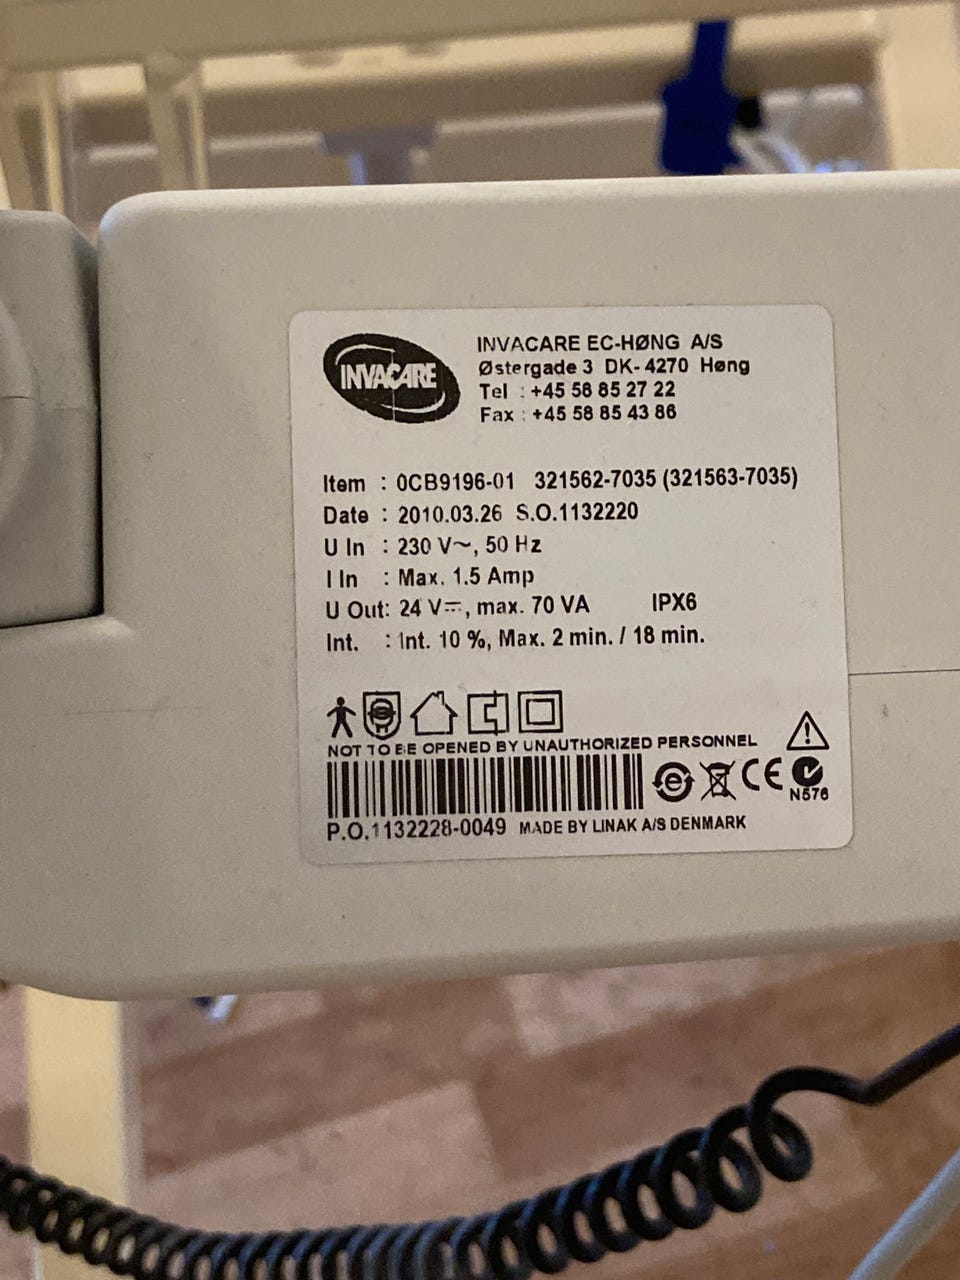 INVACARE
INVACARE EC-HØNG A/S
Østergade 3 DK- 4270 Høng
Tel : +45 58 85 27 22
Fax : +45 58 85 43 86
Item : 0CB9196-01 321562-7035 (321563-7035)
Date : 2010.03.26 S.O.1132220
U In : 230 V~, 50 Hz
I In : Max. 1.5 Amp
U Out: 24 V⎓, max. 70 VA IPX6
Int. : Int. 10 %, Max. 2 min. / 18 min.
NOT TO BE OPENED BY UNAUTHORIZED PERSONNEL
e CE
N576
P.O.1132228-0049 MADE BY LINAK A/S DENMARK